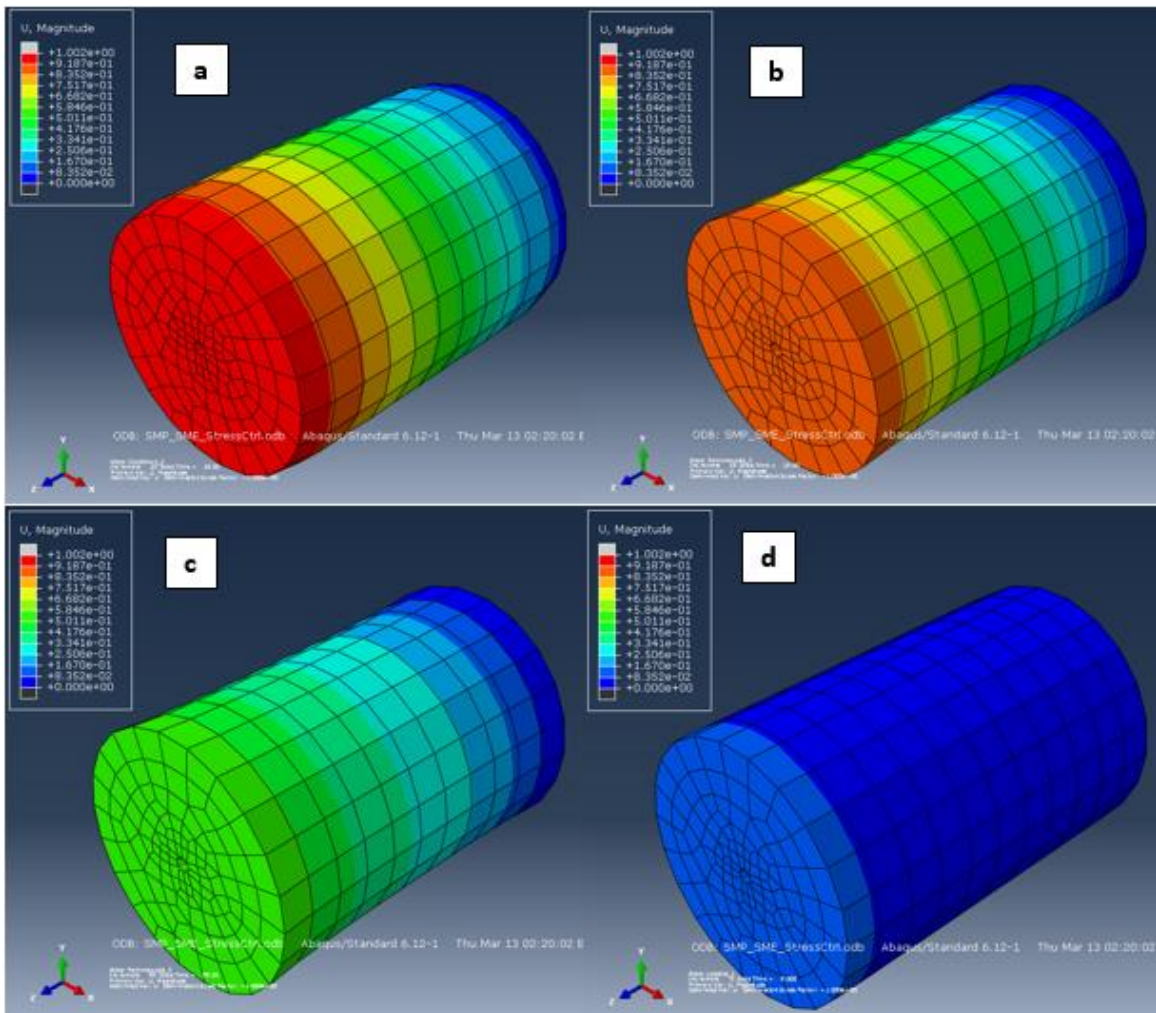 U, Magnitude
+1.002e+00
+9.187e-01
+8.352e-01
+7.517e-01
+6.682e-01
+5.846e-01
+5.011e-01
+4.176e-01
+3.341e-01
+2.506e-01
+1.670e-01
+8.352e-02
+0.000e+00
a
ODB: SMP_SME_StressCtrl.odb Abaqus/Standard 6.12-1 Thu Mar 13 02:20:02 E
Y
Z X
U, Magnitude
+1.002e+00
+9.187e-01
+8.352e-01
+7.517e-01
+6.682e-01
+5.846e-01
+5.011e-01
+4.176e-01
+3.341e-01
+2.506e-01
+1.670e-01
+8.352e-02
+0.000e+00
b
ODB: SMP_SME_StressCtrl.odb Abaqus/Standard 6.12-1 Thu Mar 13 02:20:02
Y
Z X
U, Magnitude
+1.002e+00
+9.187e-01
+8.352e-01
+7.517e-01
+6.682e-01
+5.846e-01
+5.011e-01
+4.176e-01
+3.341e-01
+2.506e-01
+1.670e-01
+8.352e-02
+0.000e+00
c
ODB: SMP_SME_StressCtrl.odb Abaqus/Standard 6.12-1 Thu Mar 13 02:20:02 E
Y
Z X
U, Magnitude
+1.002e+00
+9.187e-01
+8.352e-01
+7.517e-01
+6.682e-01
+5.846e-01
+5.011e-01
+4.176e-01
+3.341e-01
+2.506e-01
+1.670e-01
+8.352e-02
+0.000e+00
d
ODB: SMP_SME_StressCtrl.odb Abaqus/Standard 6.12-1 Thu Mar 13 02:20:02
Y
Z X